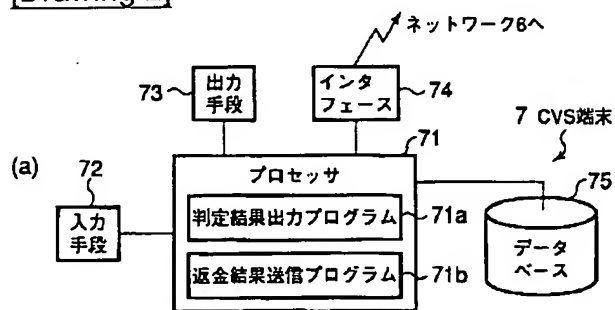 [Drawing 2]
ネットワーク6へ
73
出力
手段
インタ
フェース
74
7 CVS端末
(a)
72
71
75
入力
手段
プロセッサ
判定結果出力プログラム
71a
返金結果送信プログラム
71b
データ
ベース